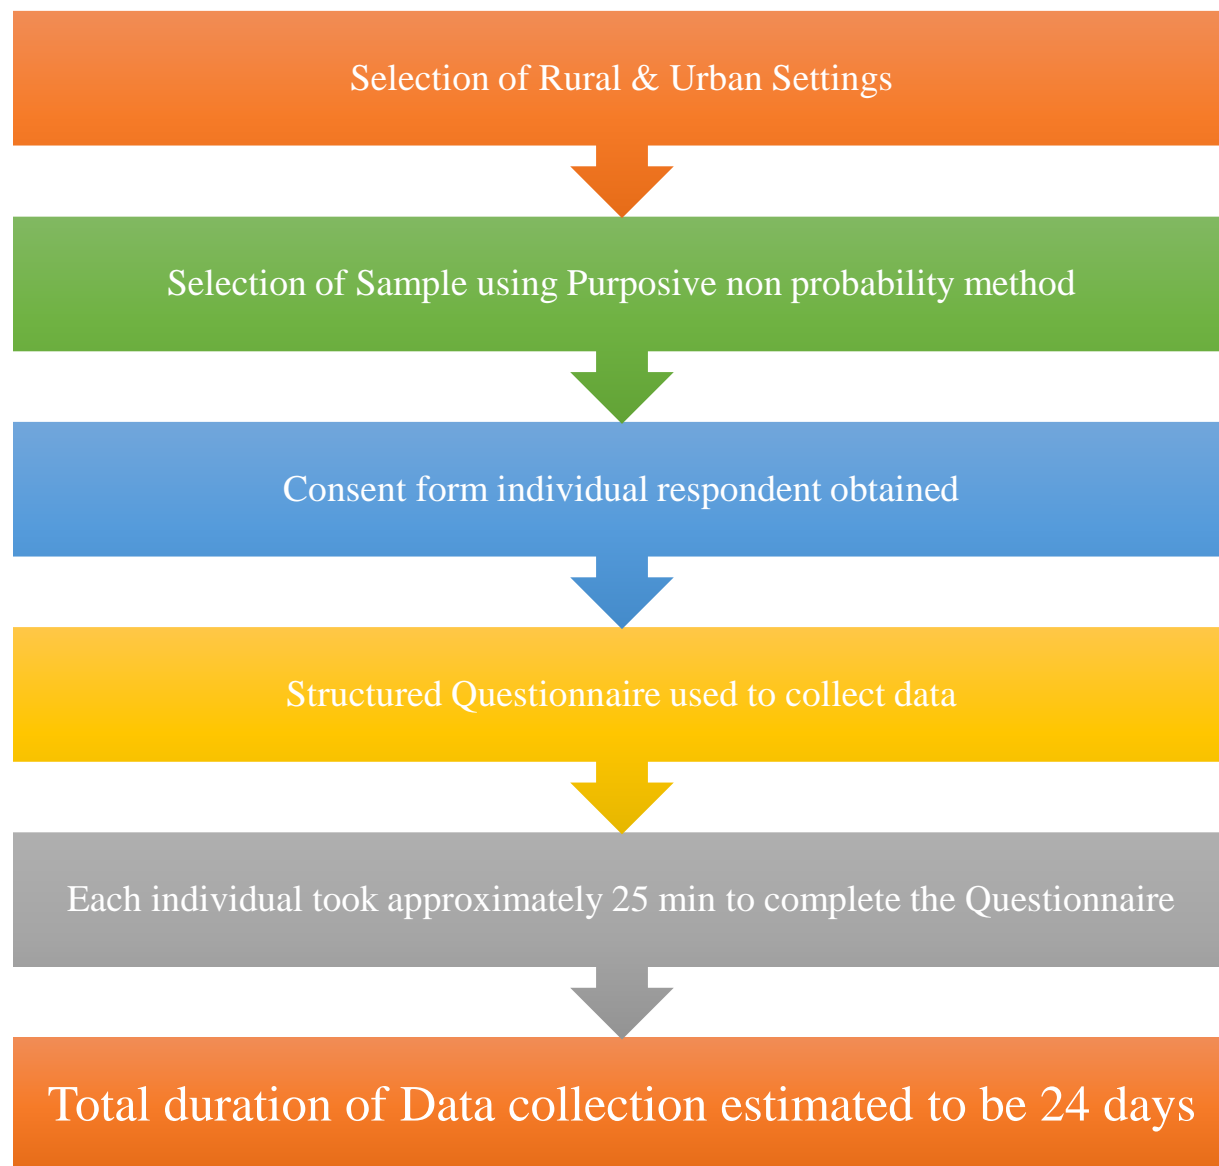 Selection of Rural & Urban Settings
Selection of Sample using Purposive non probability method
Consent form individual respondent obtained
Structured Questionnaire used to collect data
Each individual took approximately 25 min to complete the Questionnaire
Total duration of Data collection estimated to be 24 days